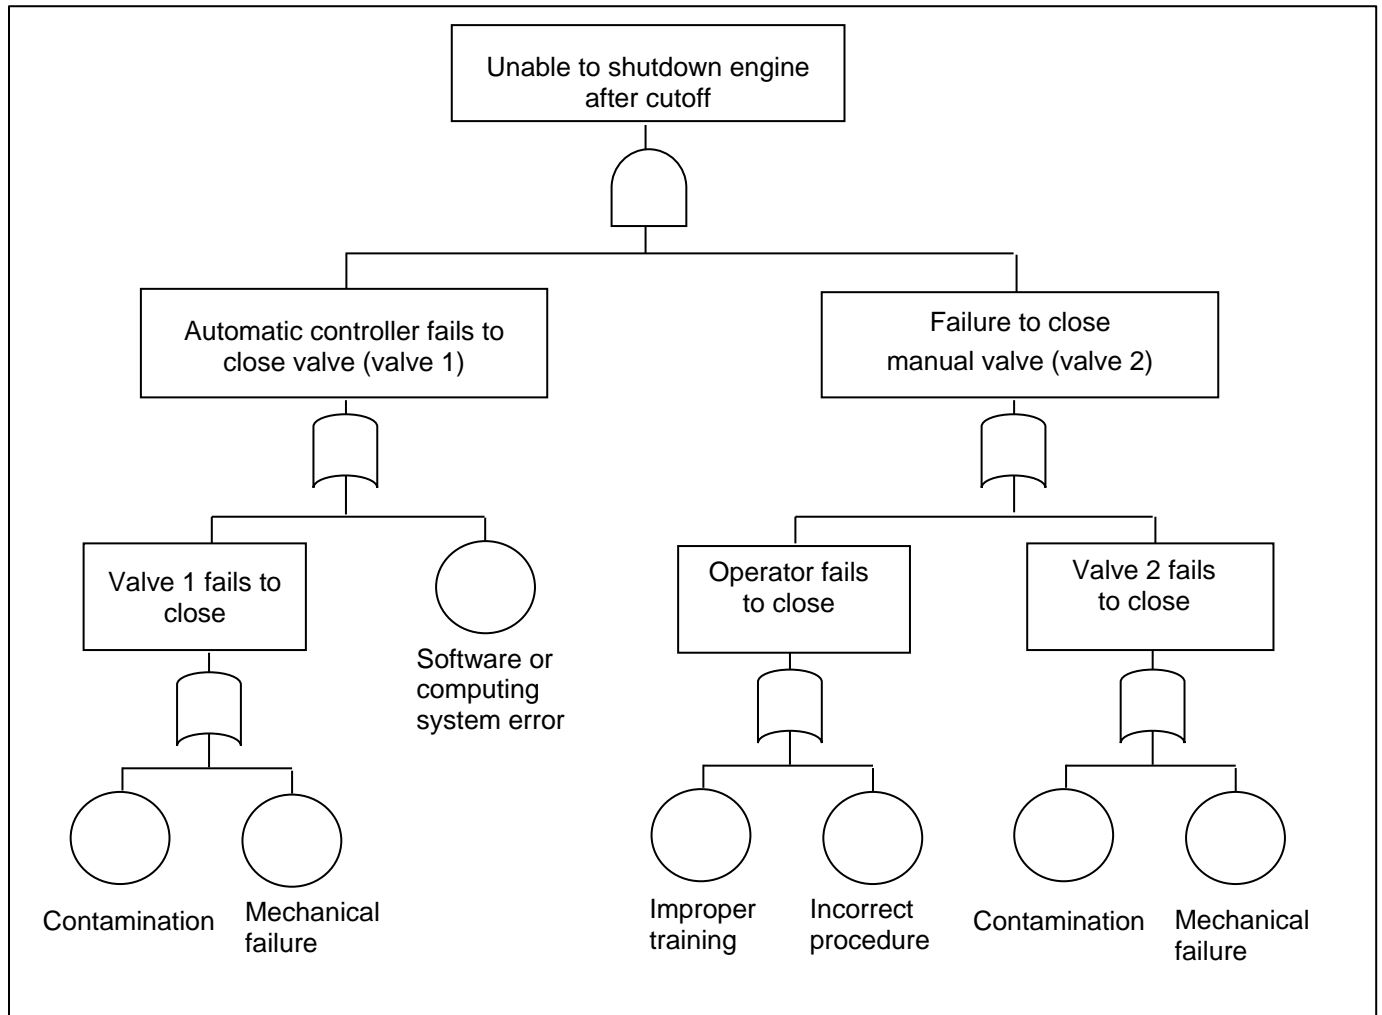 Unable to shutdown engine
after cutoff
Automatic controller fails to
close valve (valve 1)
Failure to close
manual valve (valve 2)
Valve 1 fails to
close
Software or
computing
system error
Operator fails
to close
Valve 2 fails
to close
Contamination
Mechanical
failure
Improper
training
Incorrect
procedure
Contamination
Mechanical
failure